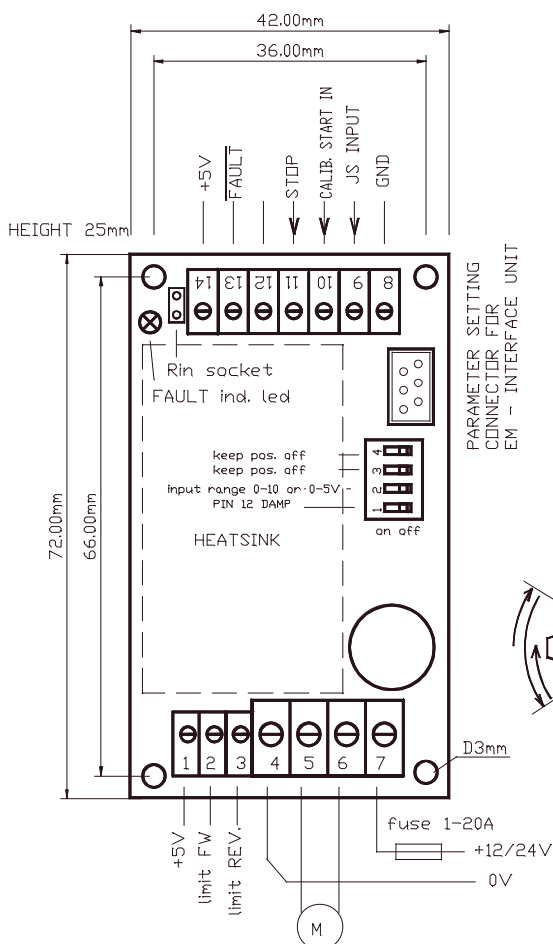 42.00mm
36.00mm
+5V
FAULT
STOP
CALIB. START IN
JS INPUT
GND
HEIGHT 25mm
14 13 12 11 10 9 8
PARAMETER SETTING
CONNECTOR FOR
EM - INTERFACE UNIT
Rin socket
FAULT ind. led
keep pos. off
keep pos. off
input range 0-10 or 0-5V -
PIN 12 DAMP
4
3
2
1
on off
HEATSINK
72.00mm
66.00mm
1 2 3 4 5 6 7
D3mm
+5V
limit FW
limit REV.
fuse 1-20A
+12/24V
0V
M